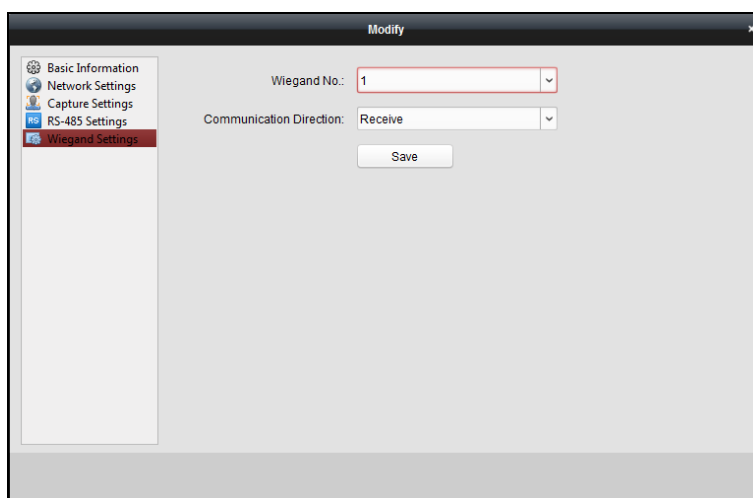 Modify
×
Basic Information
Network Settings
Capture Settings
RS RS-485 Settings
Wiegand Settings
Wiegand No.: 1
Communication Direction: Receive
Save